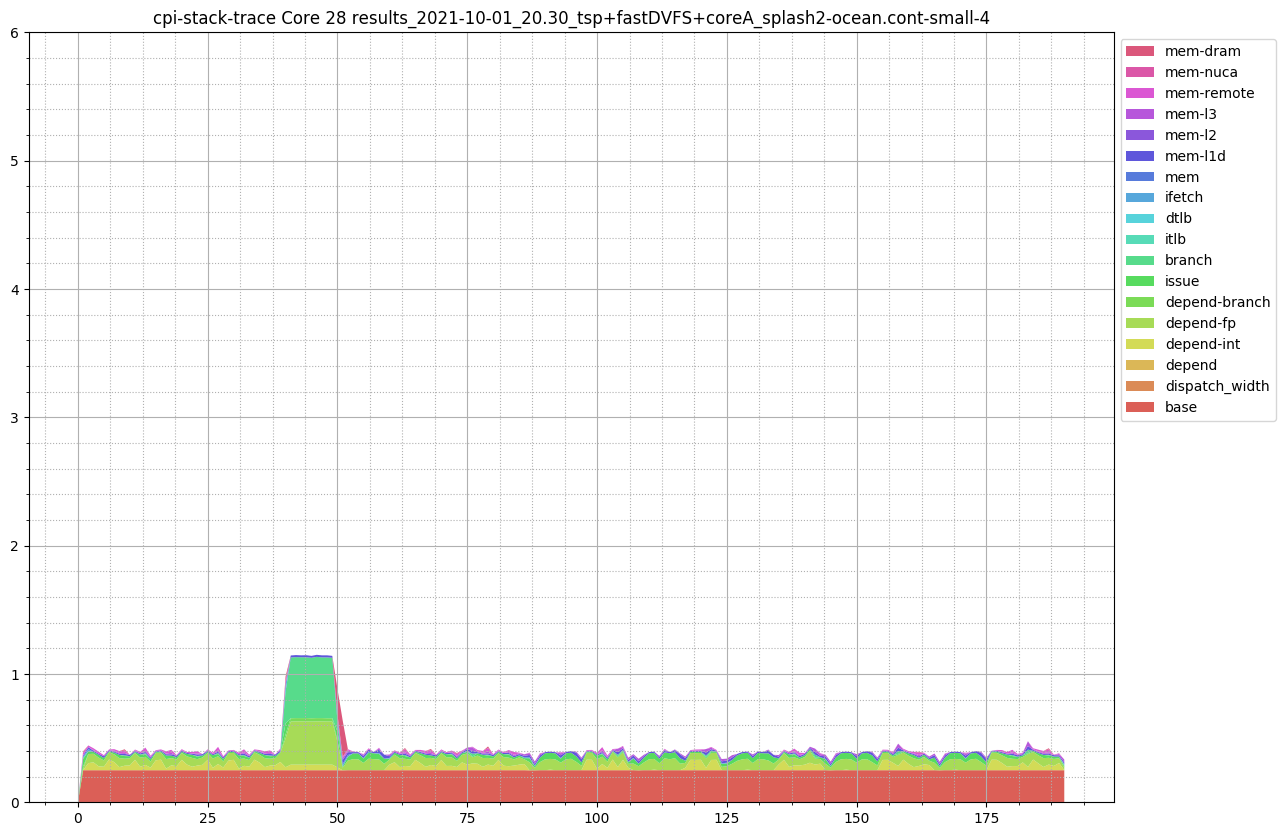 cpi-stack-trace Core 28 results_2021-10-01_20.30_tsp+fastDVFS+coreA_splash2-ocean.cont-small-4
6
5
4
3
2
1
0
0 25 50 75 100 125 150 175
mem-dram
mem-nuca
mem-remote
mem-l3
mem-l2
mem-l1d
mem
ifetch
dtlb
itlb
branch
issue
depend-branch
depend-fp
depend-int
depend
dispatch_width
base